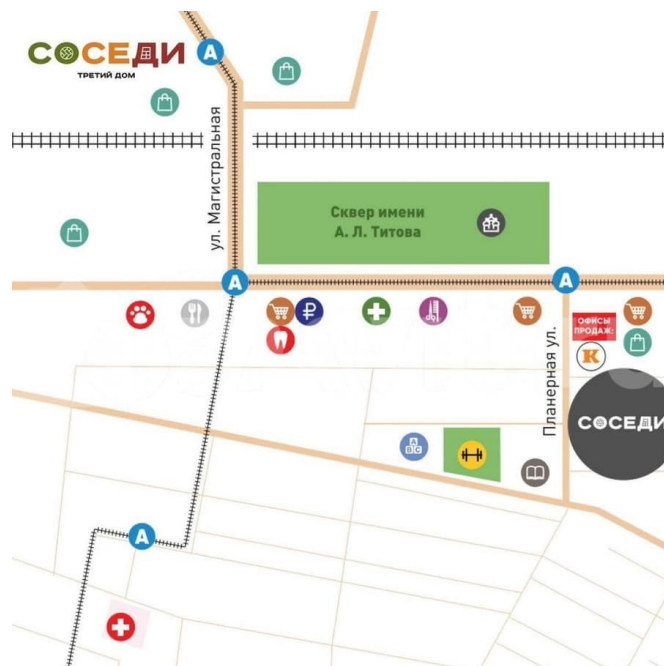 СОСЕДИ
ТРЕТИЙ ДОМ
А
ул. Магистральная
Сквер имени
А. Л. Титова
А
А
ОФИСЫ
ПРОДАЖ:
К
Планерная ул.
СОСЕДИ
А
В
С
А